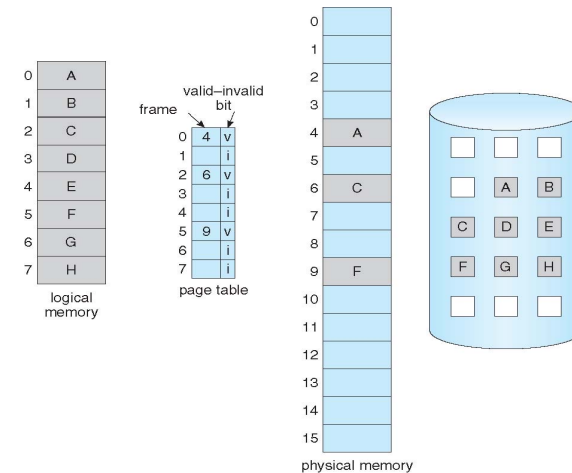 0 A
1 B
2 C
3 D
4 E
5 F
6 G
7 H
logical
memory
valid–invalid
bit
frame
0 4 v
1 i
2 6 v
3 i
4 i
5 9 v
6 i
7 i
page table
0
1
2
3
4 A
5
6 C
7
8
9 F
10
11
12
13
14
15
physical memory
A B
C D E
F G H